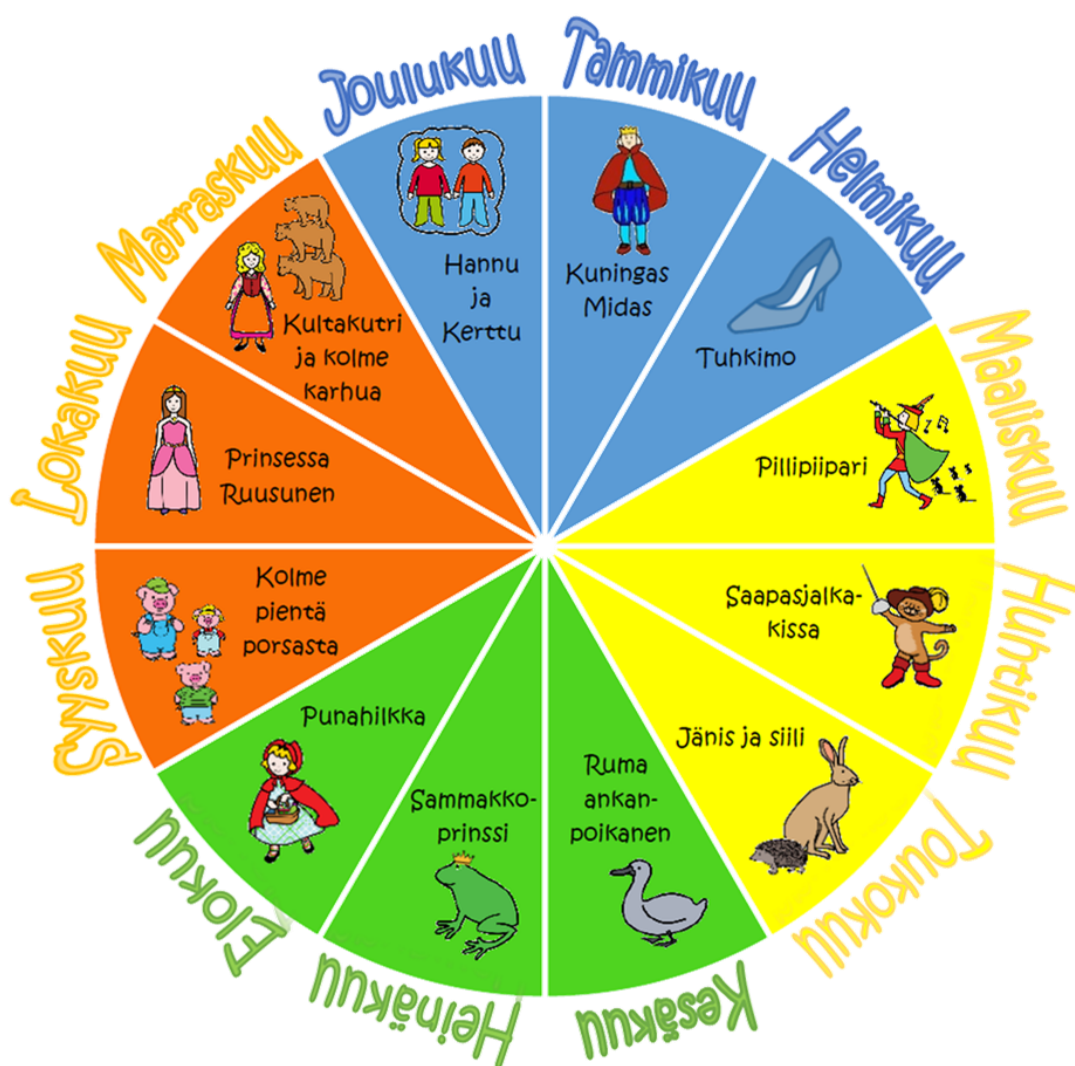 Tammikuu
Kuningas
Midas
Helmikuu
Tuhkimo
Maaliskuu
Pillipiipari
Huhtikuu
Saapasjalka-
kissa
Toukokuu
Jänis ja siili
Kesäkuu
Ruma
ankan-
poikanen
Heinäkuu
Sammakko-
prinssi
Elokuu
Punahilkka
Syyskuu
Kolme
pientä
porsasta
Lokakuu
Prinsessa
Ruusunen
Marraskuu
Kultakutri
ja kolme
karhua
Joulukuu
Hannu
ja
Kerttu